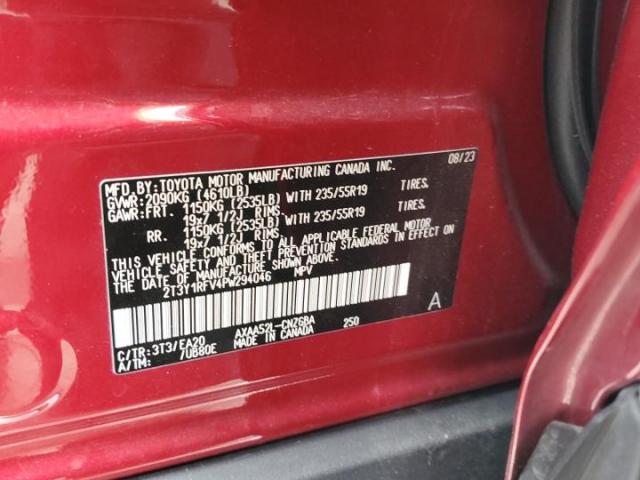 MFD.BY:TOYOTA MOTOR MANUFACTURING CANADA INC. 08/23
GVWR:2090KG (4610LB)
GAWR:FRT. 1150KG (2535LB) WITH 235/55R19 TIRES.
19x7 1/2J RIMS
RR. 1150KG (2535LB) WITH 235/55R19 TIRES.
19x7 1/2J RIMS
THIS VEHICLE CONFORMS TO ALL APPLICABLE FEDERAL MOTOR
VEHICLE SAFETY AND THEFT PREVENTION STANDARDS IN EFFECT ON
THE DATE OF MANUFACTURE SHOWN ABOVE.
2T3Y1RFV4PW294046 MPV
A
C/TR:3T3/EA20 AXAA52L-CNZGBA 250
A/TM: 7UB80E MADE IN CANADA